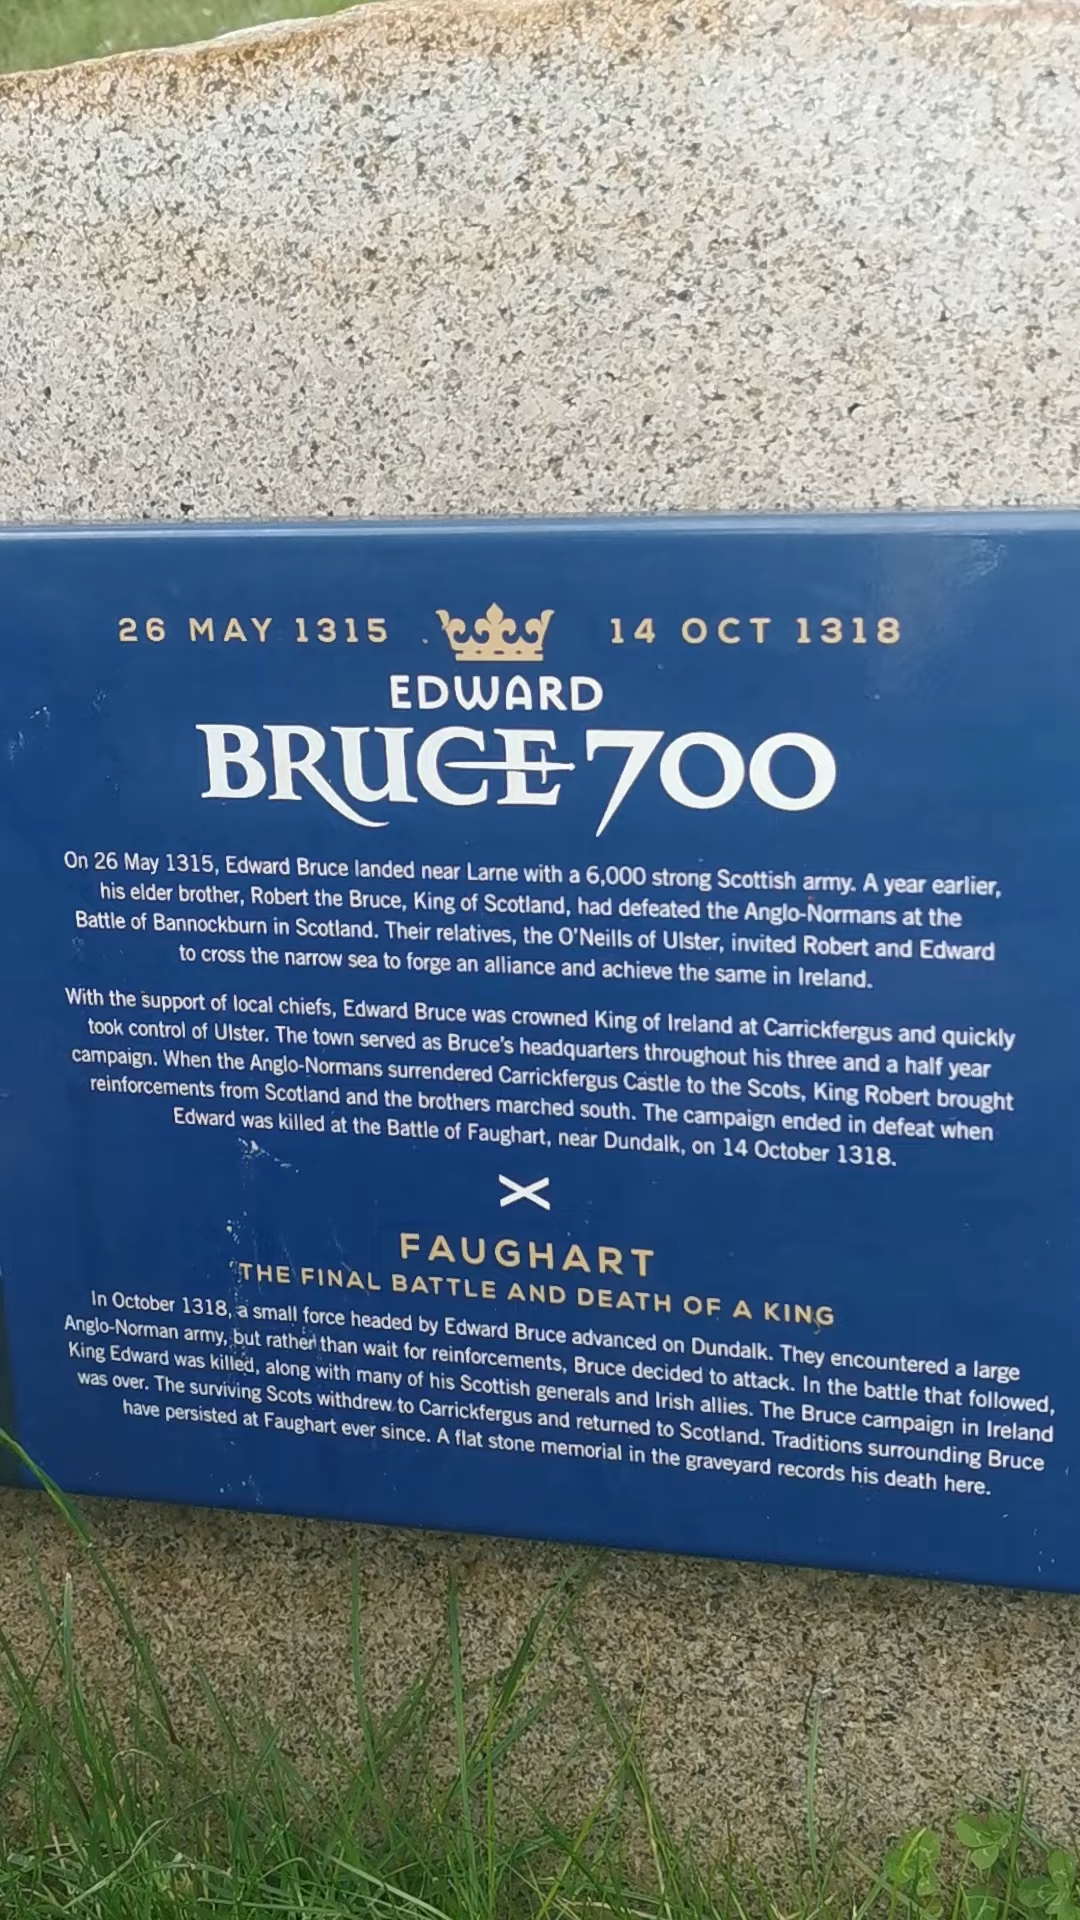 26 MAY 1315 14 OCT 1318
EDWARD
BRUCE 700
On 26 May 1315, Edward Bruce landed near Larne with a 6,000 strong Scottish army. A year earlier,
his elder brother, Robert the Bruce, King of Scotland, had defeated the Anglo-Normans at the
Battle of Bannockburn in Scotland. Their relatives, the O'Neills of Ulster, invited Robert and Edward
to cross the narrow sea to forge an alliance and achieve the same in Ireland.
With the support of local chiefs, Edward Bruce was crowned King of Ireland at Carrickfergus and quickly
took control of Ulster. The town served as Bruce's headquarters throughout his three and a half year
campaign. When the Anglo-Normans surrendered Carrickfergus Castle to the Scots, King Robert brought
reinforcements from Scotland and the brothers marched south. The campaign ended in defeat when
Edward was killed at the Battle of Faughart, near Dundalk, on 14 October 1318.
FAUGHART
THE FINAL BATTLE AND DEATH OF A KING
In October 1318, a small force headed by Edward Bruce advanced on Dundalk. They encountered a large
Anglo-Norman army, but rather than wait for reinforcements, Bruce decided to attack. In the battle that followed,
King Edward was killed, along with many of his Scottish generals and Irish allies. The Bruce campaign in Ireland
was over. The surviving Scots withdrew to Carrickfergus and returned to Scotland. Traditions surrounding Bruce
have persisted at Faughart ever since. A flat stone memorial in the graveyard records his death here.